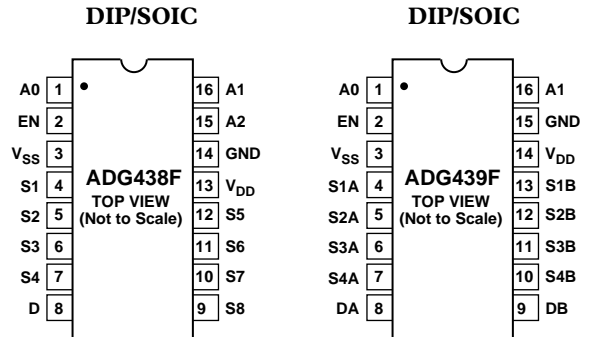 DIP/SOIC
A0 1 16 A1
EN 2 15 A2
VSS 3 14 GND
S1 4 13 VDD
S2 5 12 S5
S3 6 11 S6
S4 7 10 S7
D 8 9 S8
ADG438F
TOP VIEW
(Not to Scale)
DIP/SOIC
A0 1 16 A1
EN 2 15 GND
VSS 3 14 VDD
S1A 4 13 S1B
S2A 5 12 S2B
S3A 6 11 S3B
S4A 7 10 S4B
DA 8 9 DB
ADG439F
TOP VIEW
(Not to Scale)